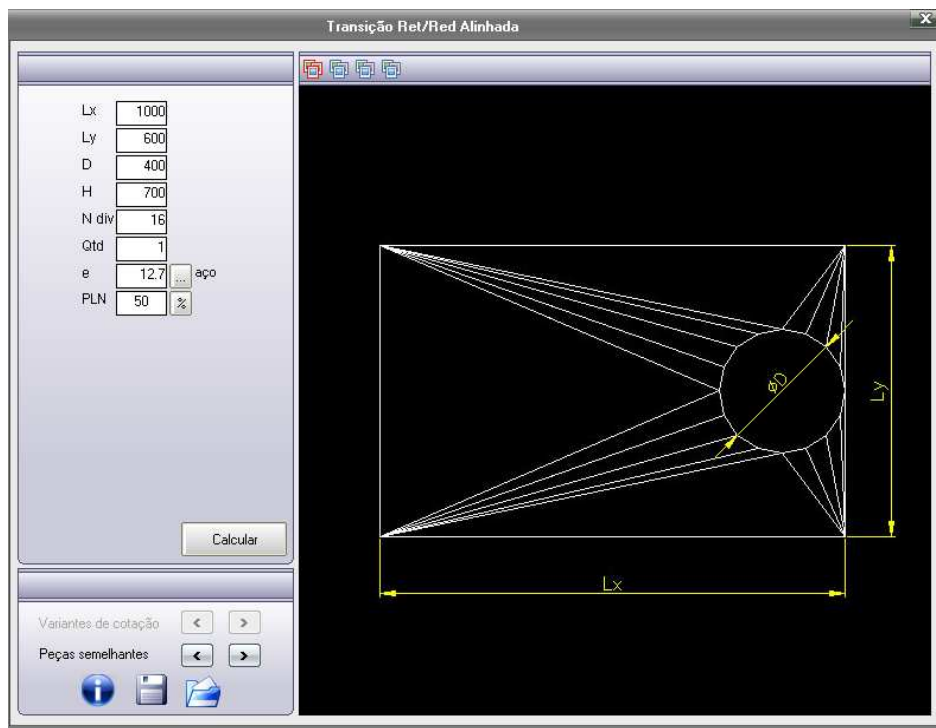 Transição Ret/Red Alinhada
X
Lx 1000
Ly 600
D 400
H 700
N div 16
Qtd 1
e 12.7 ... aço
PLN 50 %
Calcular
Variantes de cotação < >
Peças semelhantes < >
i
øD
Ly
Lx